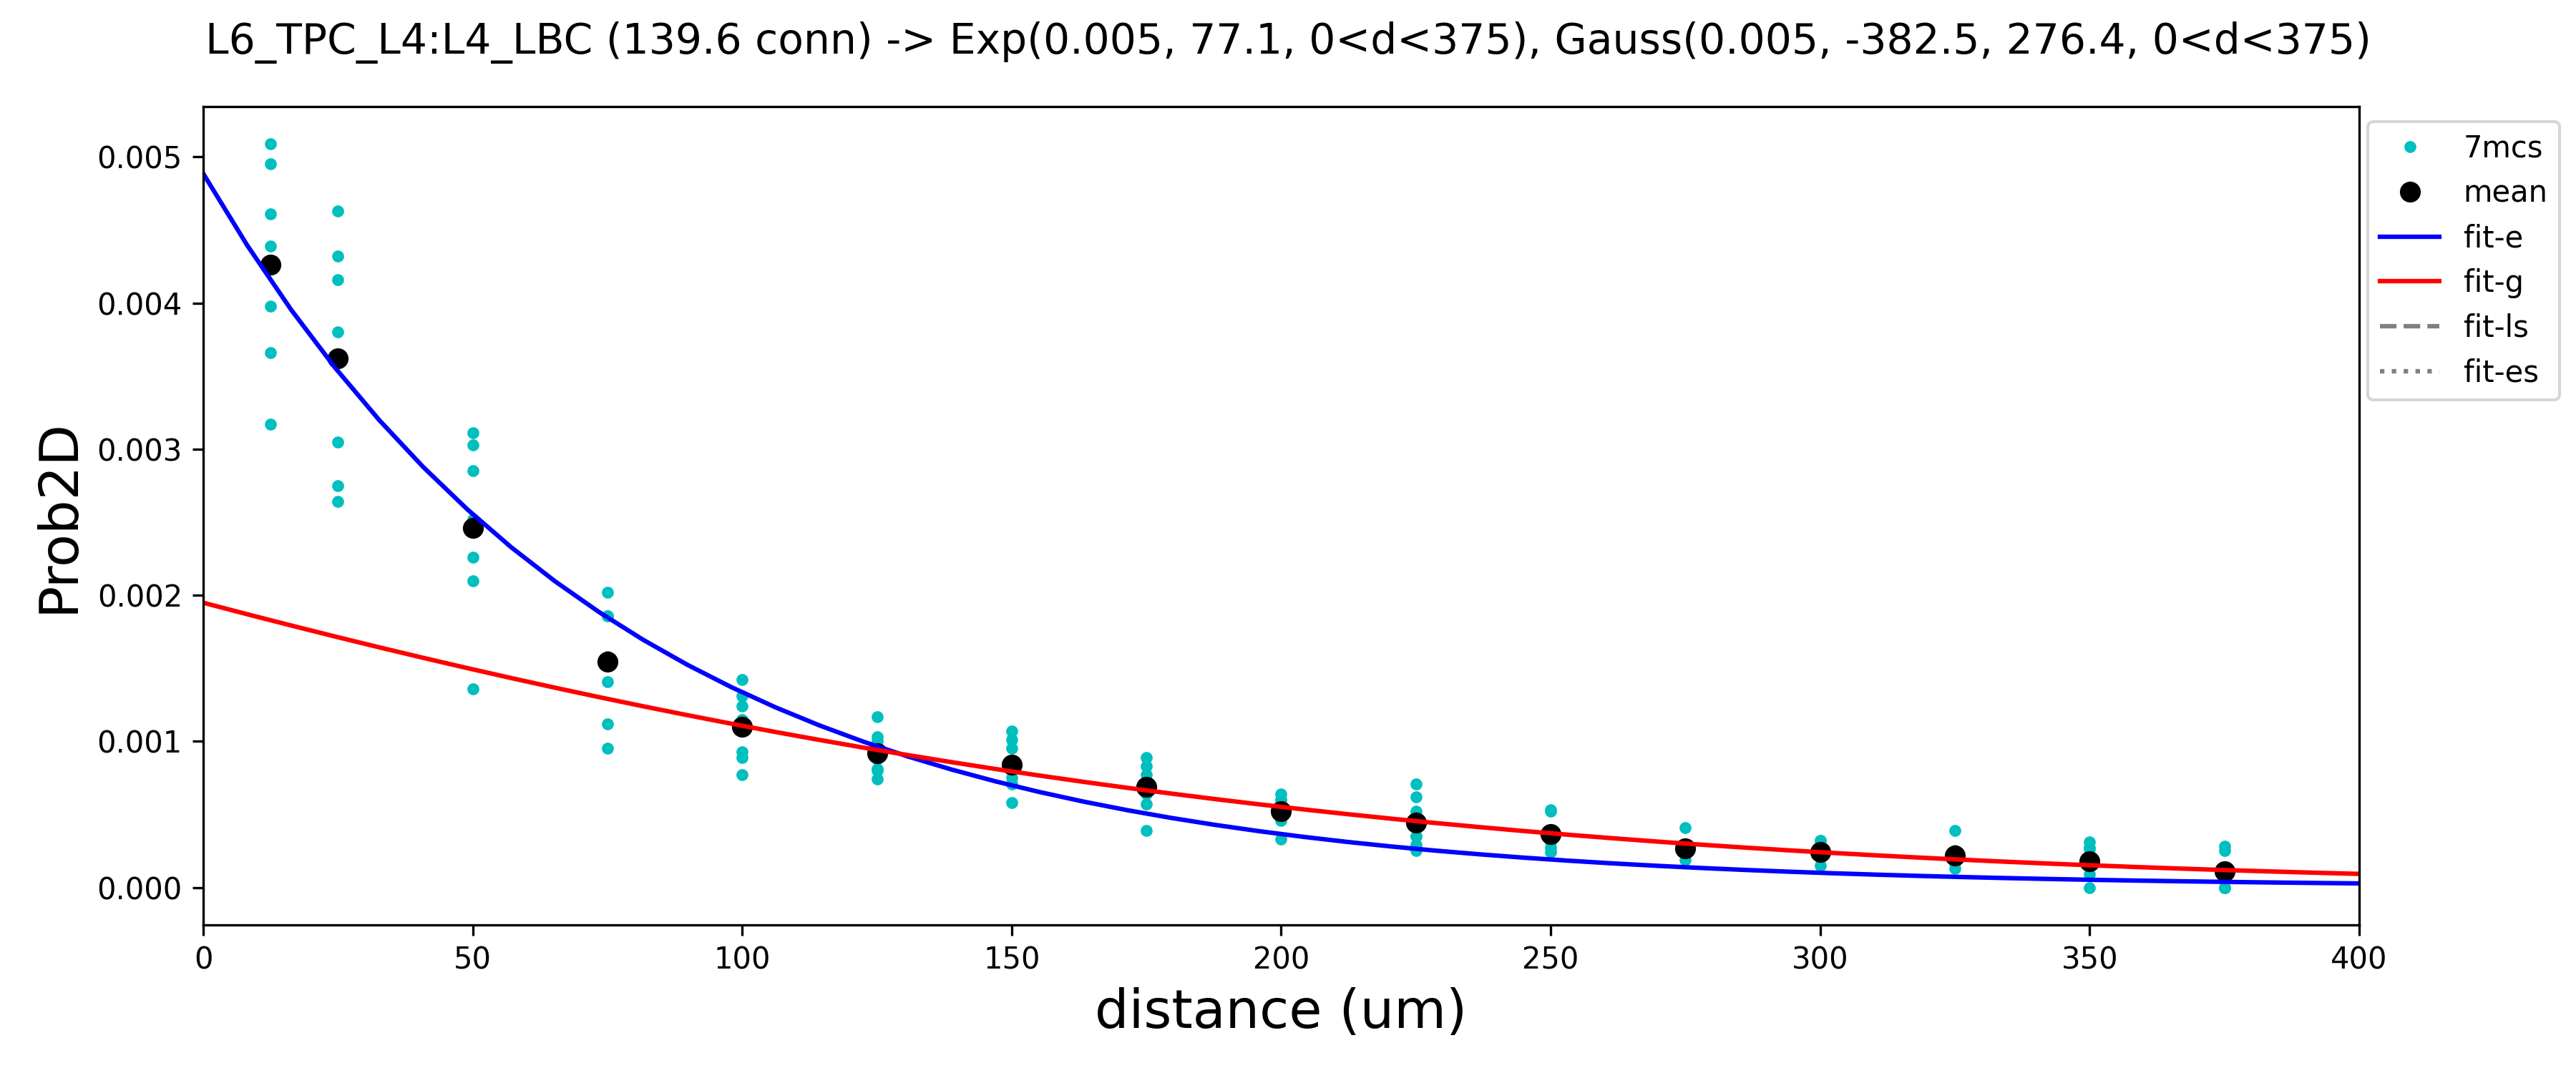 L6_TPC_L4:L4_LBC (139.6 conn) -> Exp(0.005, 77.1, 0<d<375), Gauss(0.005, -382.5, 276.4, 0<d<375)
7mcs
mean
fit-e
fit-g
fit-ls
fit-es
Prob2D
0.005
0.004
0.003
0.002
0.001
0.000
0 50 100 150 200 250 300 350 400
distance (um)